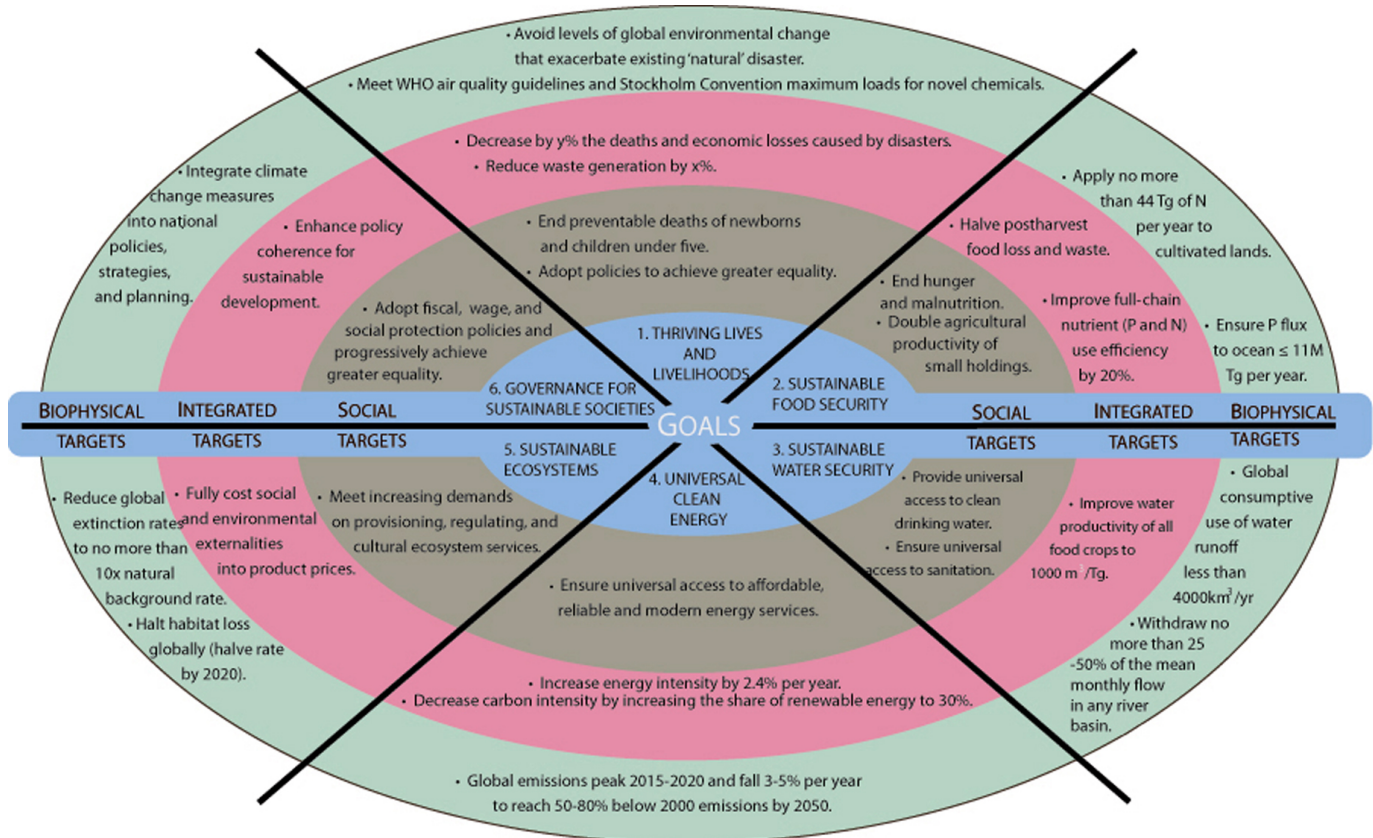 • Avoid levels of global environmental change
that exacerbate existing 'natural' disaster.
• Meet WHO air quality guidelines and Stockholm Convention maximum loads for novel chemicals.
• Decrease by y% the deaths and economic losses caused by disasters.
• Reduce waste generation by x%.
• End preventable deaths of newborns
and children under five.
• Adopt policies to achieve greater equality.
1. THRIVING LIVES
AND
LIVELIHOODS
• Integrate climate
change measures
into national
policies,
strategies,
and planning.
• Enhance policy
coherence for
sustainable
development.
• Adopt fiscal, wage, and
social protection policies and
progressively achieve
greater equality.
6. GOVERNANCE FOR
SUSTAINABLE SOCIETIES
• End hunger
and malnutrition.
• Double agricultural
productivity of
small holdings.
• Halve postharvest
food loss and waste.
• Improve full-chain
nutrient (P and N)
use efficiency
by 20%.
• Apply no more
than 44 Tg of N
per year to
cultivated lands.
• Ensure P flux
to ocean ≤ 11M
Tg per year.
2. SUSTAINABLE
FOOD SECURITY
BIOPHYSICAL
TARGETS
INTEGRATED
TARGETS
SOCIAL
TARGETS
GOALS
SOCIAL
TARGETS
INTEGRATED
TARGETS
BIOPHYSICAL
TARGETS
5. SUSTAINABLE
ECOSYSTEMS
4. UNIVERSAL
CLEAN
ENERGY
3. SUSTAINABLE
WATER SECURITY
• Reduce global
extinction rates
to no more than
10x natural
background rate.
• Halt habitat loss
globally (halve rate
by 2020).
• Fully cost social
and environmental
externalities
into product prices.
• Meet increasing demands
on provisioning, regulating, and
cultural ecosystem services.
• Provide universal
access to clean
drinking water.
• Ensure universal
access to sanitation.
• Improve water
productivity of all
food crops to
1000 m³/Tg.
• Global
consumptive
use of water
runoff
less than
4000km³/yr
• Withdraw no
more than 25
-50% of the mean
monthly flow
in any river
basin.
• Ensure universal access to affordable,
reliable and modern energy services.
• Increase energy intensity by 2.4% per year.
• Decrease carbon intensity by increasing the share of renewable energy to 30%.
• Global emissions peak 2015-2020 and fall 3-5% per year
to reach 50-80% below 2000 emissions by 2050.